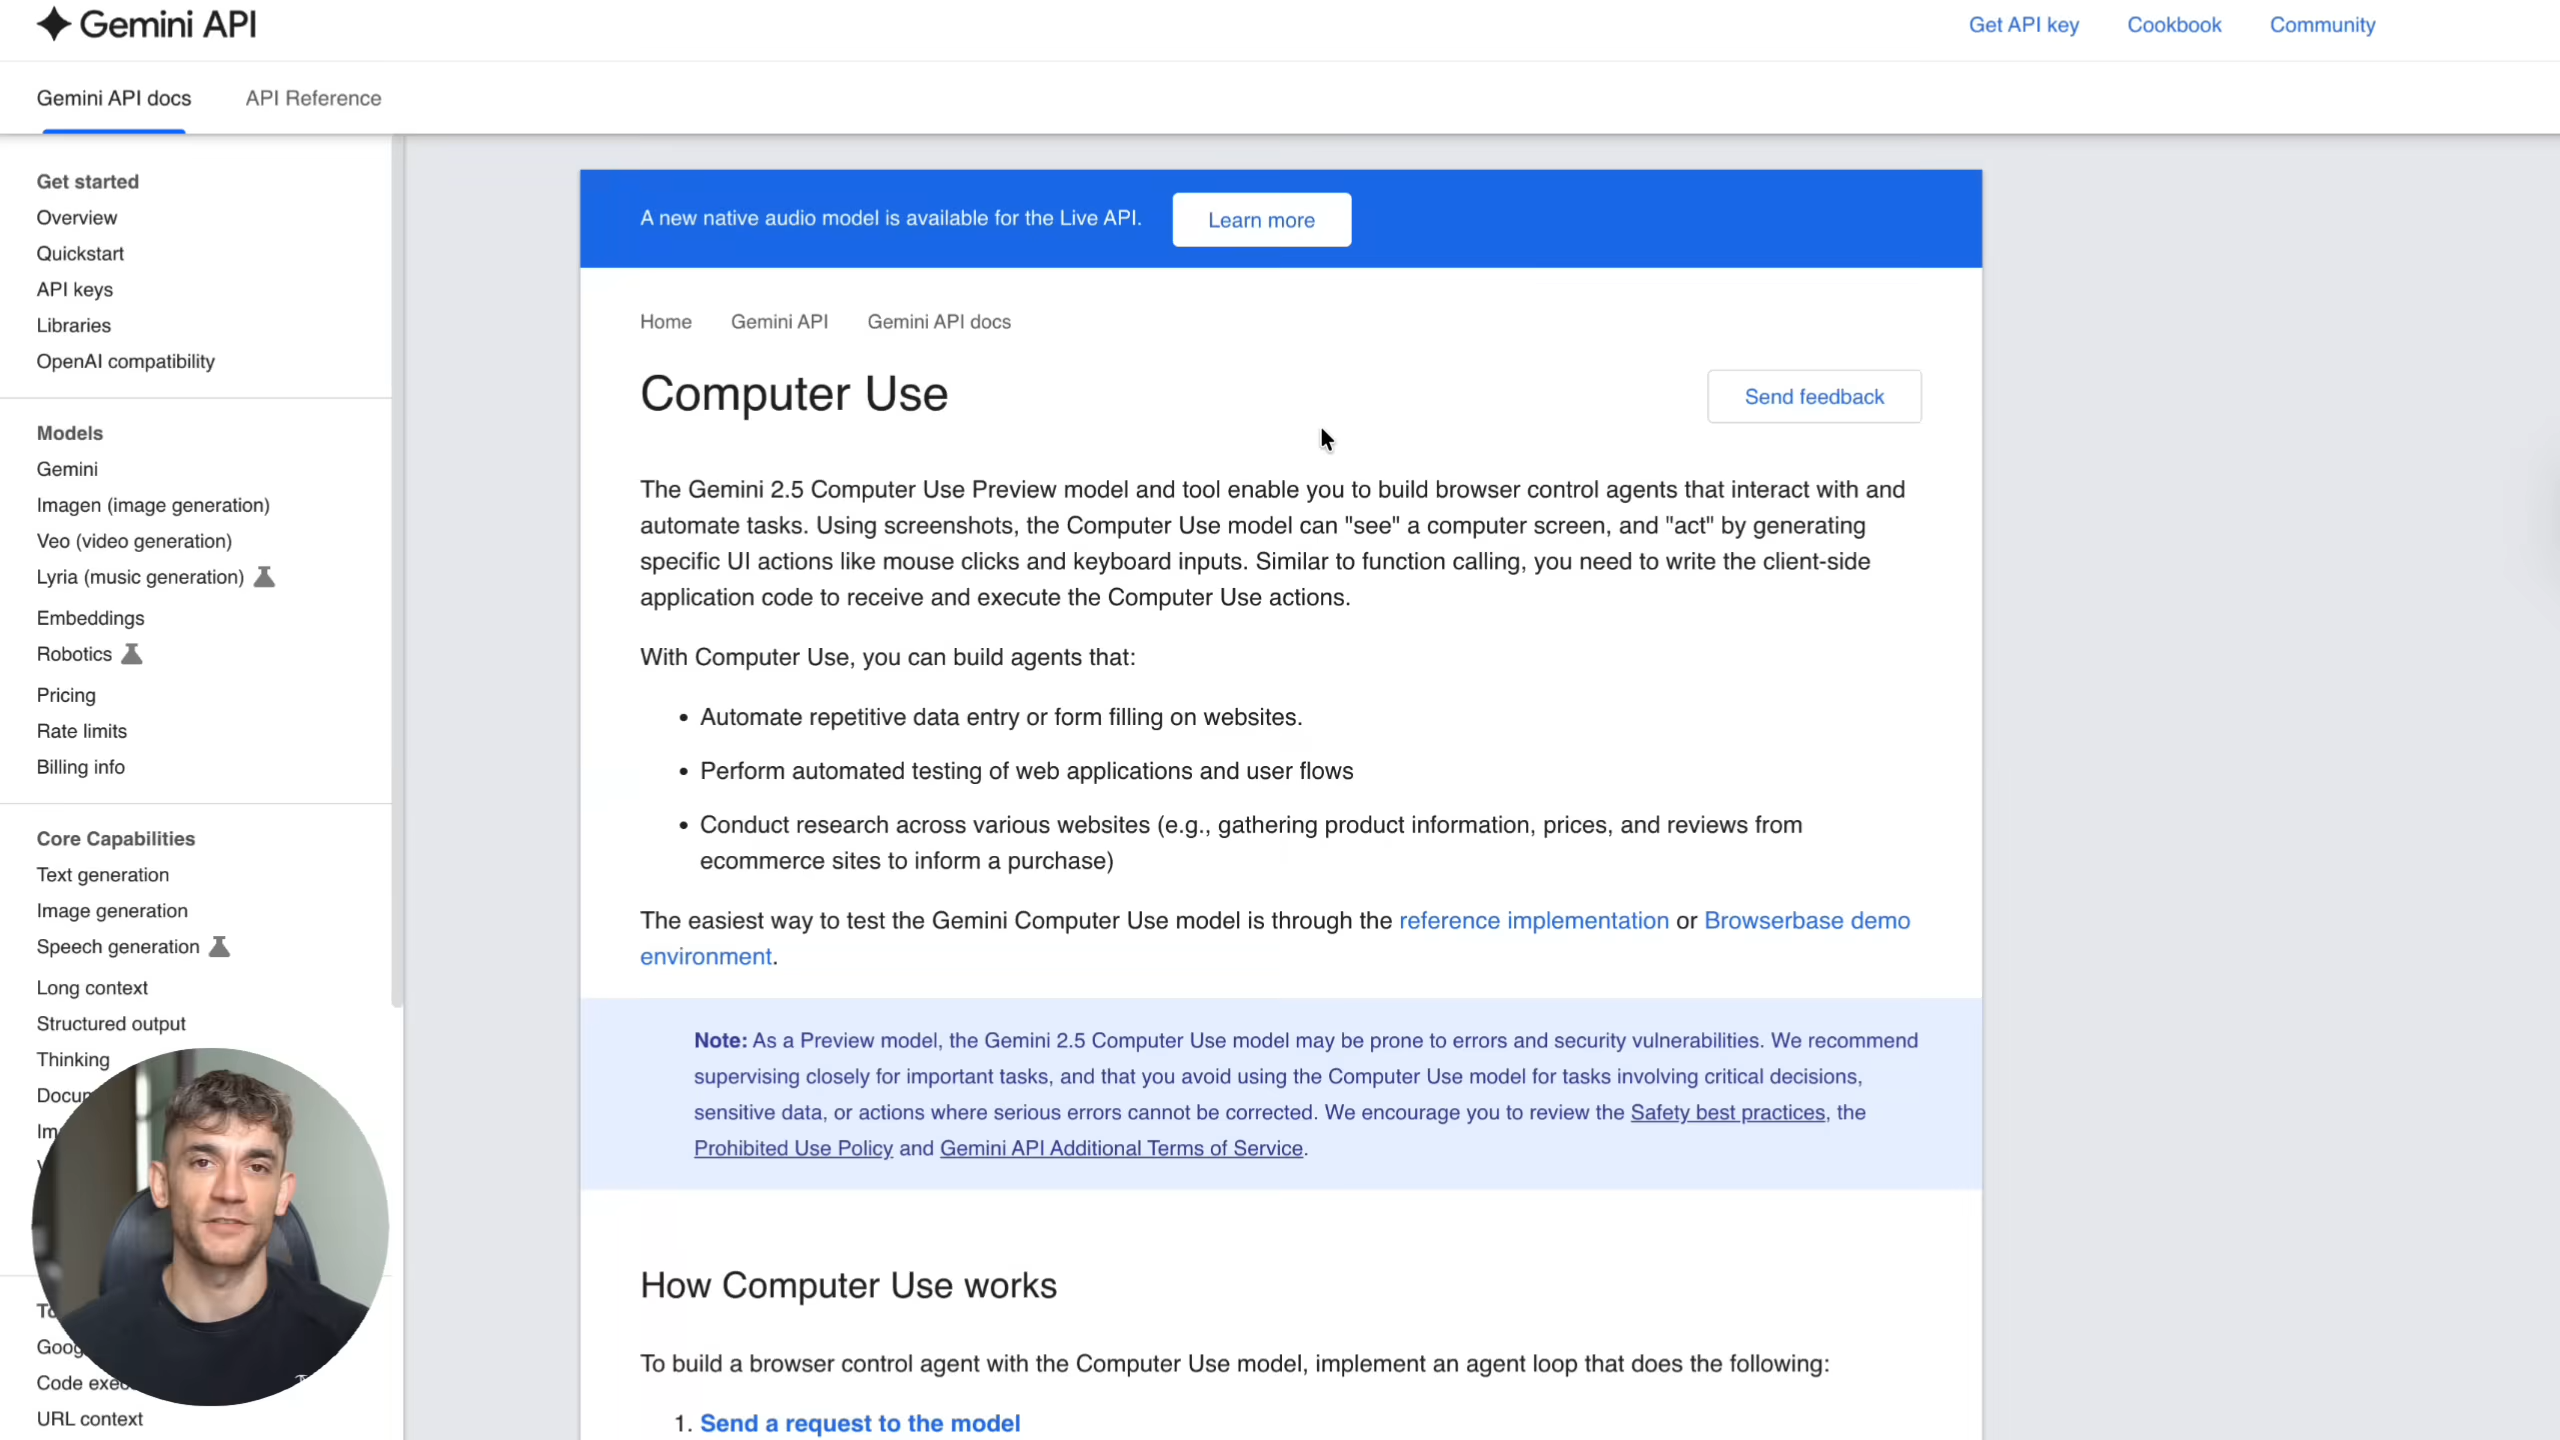 Gemini API
Get API key
Cookbook
Community
Gemini API docs
API Reference
Get started
Overview
Quickstart
API keys
Libraries
OpenAI compatibility
Models
Gemini
Imagen (image generation)
Veo (video generation)
Lyria (music generation)
Embeddings
Robotics
Pricing
Rate limits
Billing info
Core Capabilities
Text generation
Image generation
Speech generation
Long context
Structured output
Thinking
URL context
A new native audio model is available for the Live API.
Learn more
Home Gemini API Gemini API docs
Computer Use
Send feedback
The Gemini 2.5 Computer Use Preview model and tool enable you to build browser control agents that interact with and
automate tasks. Using screenshots, the Computer Use model can "see" a computer screen, and "act" by generating
specific UI actions like mouse clicks and keyboard inputs. Similar to function calling, you need to write the client-side
application code to receive and execute the Computer Use actions.
With Computer Use, you can build agents that:
• Automate repetitive data entry or form filling on websites.
• Perform automated testing of web applications and user flows
• Conduct research across various websites (e.g., gathering product information, prices, and reviews from
ecommerce sites to inform a purchase)
The easiest way to test the Gemini Computer Use model is through the reference implementation or Browserbase demo
environment.
Note: As a Preview model, the Gemini 2.5 Computer Use model may be prone to errors and security vulnerabilities. We recommend
supervising closely for important tasks, and that you avoid using the Computer Use model for tasks involving critical decisions,
sensitive data, or actions where serious errors cannot be corrected. We encourage you to review the Safety best practices, the
Prohibited Use Policy and Gemini API Additional Terms of Service.
How Computer Use works
To build a browser control agent with the Computer Use model, implement an agent loop that does the following:
1. Send a request to the model